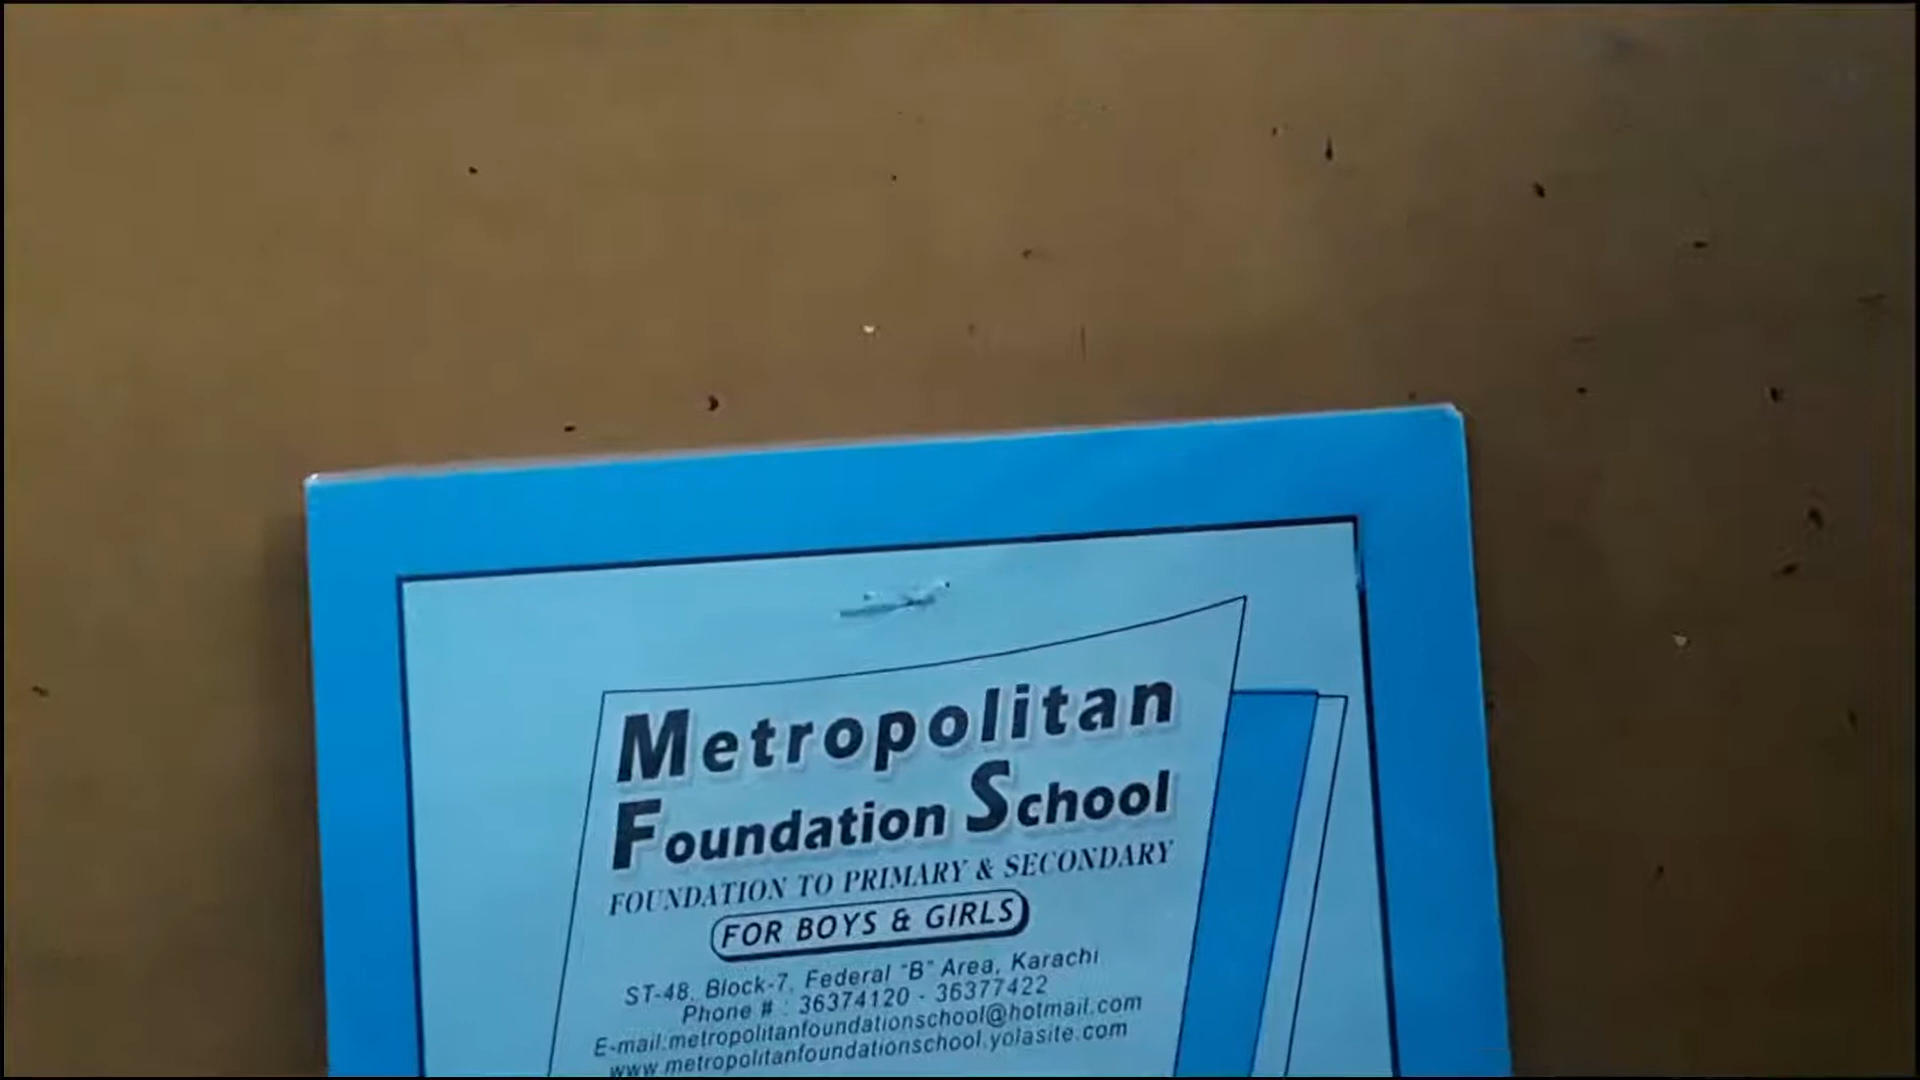 Metropolitan
Foundation School
FOUNDATION TO PRIMARY & SECONDARY
FOR BOYS & GIRLS
ST-48, Block-7, Federal "B" Area, Karachi
Phone # : 36374120 - 36377422
E-mail:metropolitanfoundationschool@hotmail.com
www.metropolitanfoundationschool.yolasite.com